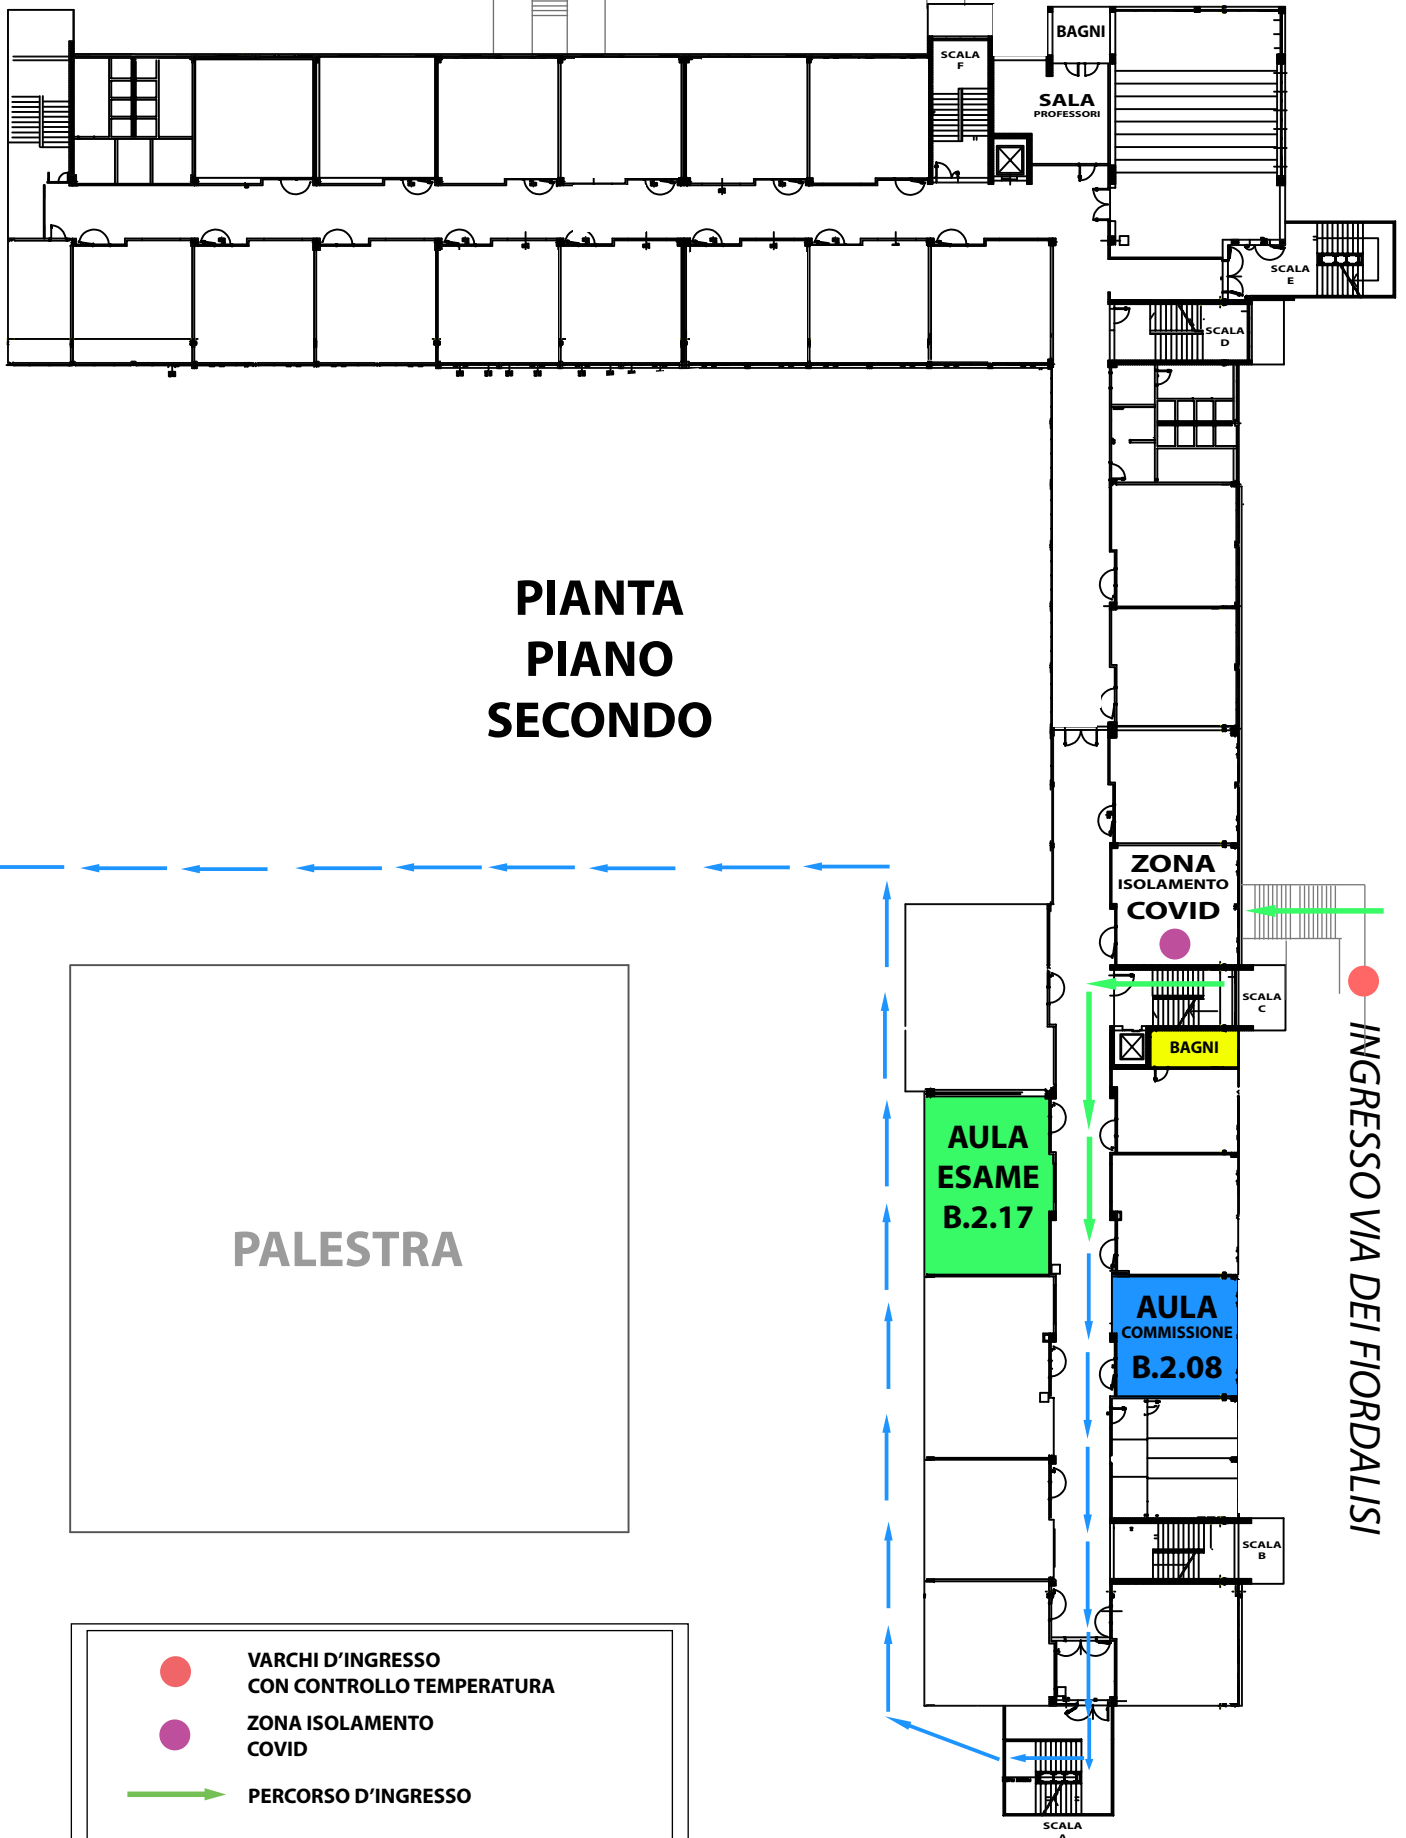 BAGNI
SCALA
F
SALA
PROFESSORI
SCALA
E
SCALA
D
PIANTA
PIANO
SECONDO
ZONA
ISOLAMENTO
COVID
SCALA
C
BAGNI
INGRESSO VIA DEI FIORDALISI
AULA
ESAME
B.2.17
PALESTRA
AULA
COMMISSIONE
B.2.08
SCALA
B
VARCHI D'INGRESSO
CON CONTROLLO TEMPERATURA
ZONA ISOLAMENTO
COVID
PERCORSO D'INGRESSO
SCALA
A